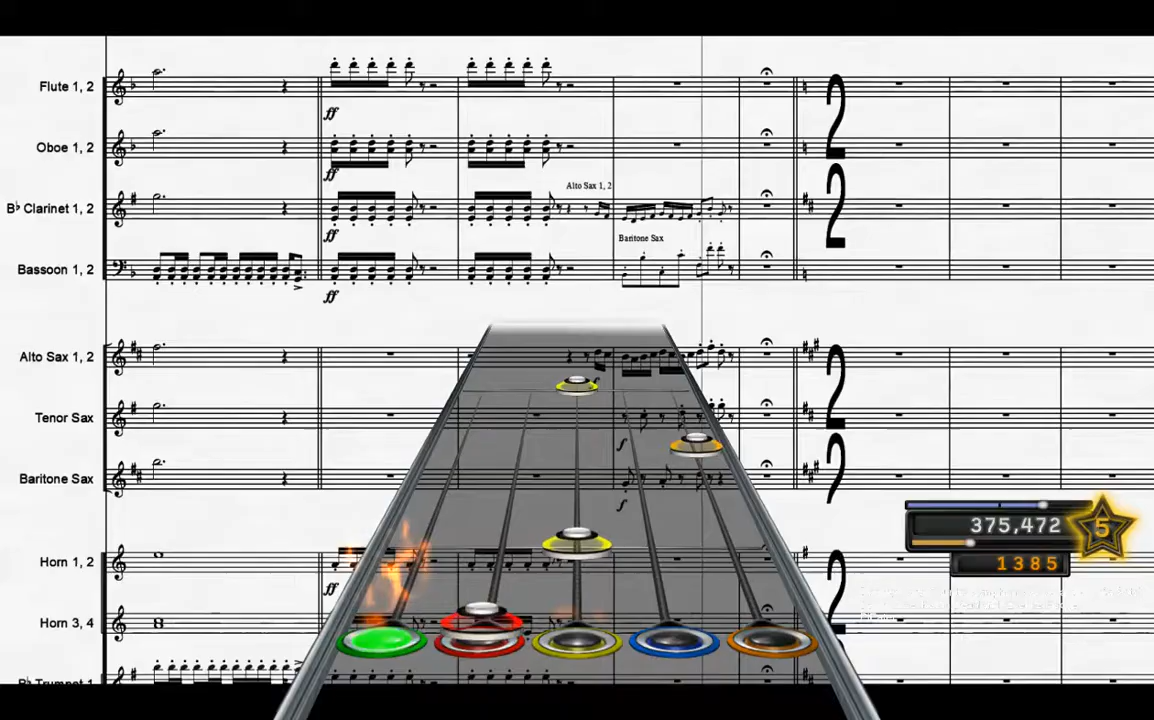 Flute 1, 2
ff
Oboe 1, 2
ff
Alto Sax 1, 2
B♭ Clarinet 1, 2
ff
Baritone Sax
Bassoon 1, 2
ff
2
2
Alto Sax 1, 2
f
2
Tenor Sax
f
Baritone Sax
f
375,472
5
1385
Horn 1, 2
ff
2
Horn 3, 4
B♭ Trumpet 1